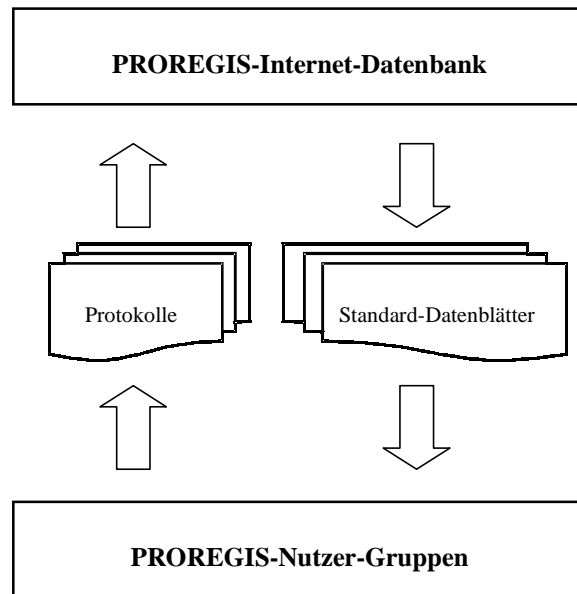 PROREGIS-Internet-Datenbank
Protokolle
Standard-Datenblätter
PROREGIS-Nutzer-Gruppen